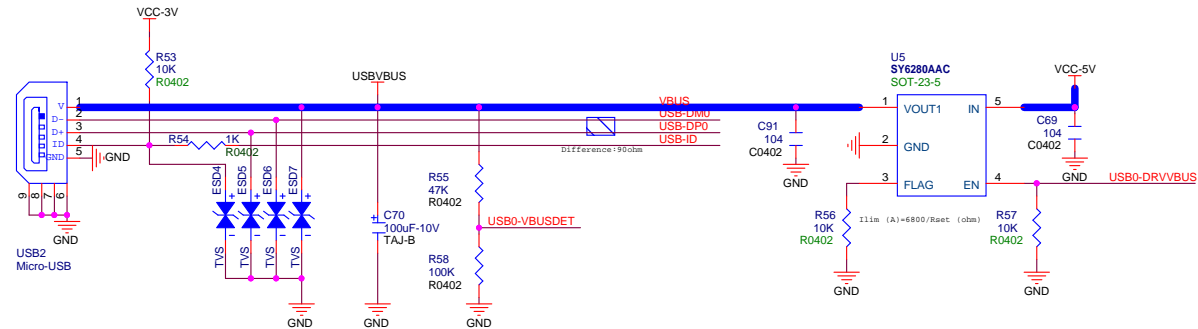 VCC-3V
R53
10K
R0402
USBVBUS
U5
SY6280AAC
SOT-23-5
VCC-5V
V
1
VBUS
1
VOUT1
IN
5
D-
2
USB-DM0
D+
3
USB-DP0
C91
104
C0402
C69
104
C0402
ID
4
R54
1K
R0402
USB-ID
GND
5
GND
Difference:90ohm
2
GND
GND
GND
9
8
7
6
GND
ESD4
ESD5
ESD6
ESD7
R55
47K
R0402
3
FLAG
EN
4
USB0-DRVVBUS
USB2
Micro-USB
TVS
TVS
TVS
TVS
C70
100uF-10V
TAJ-B
USB0-VBUSDET
R56
10K
R0402
Ilim (A)=6800/Rset (ohm)
R57
10K
R0402
R58
100K
R0402
GND
GND
GND
GND
GND